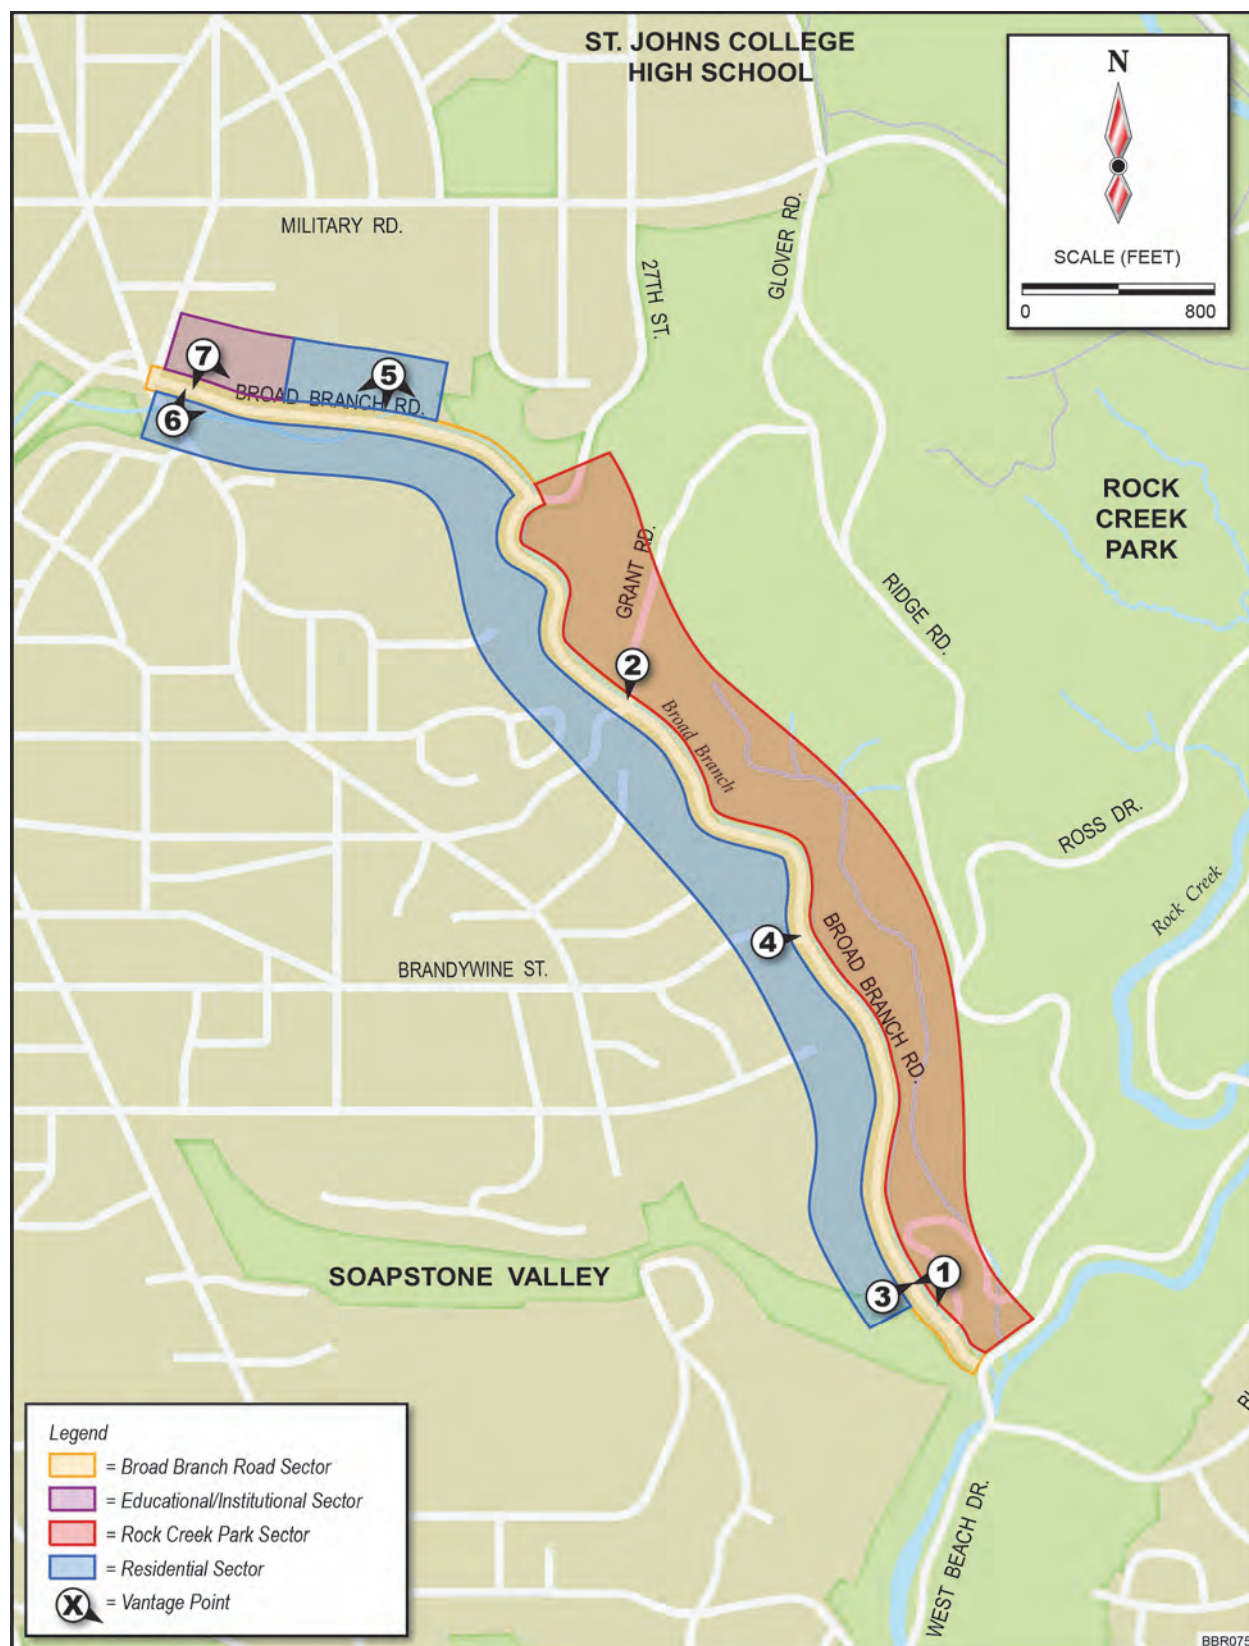 ST. JOHNS COLLEGE
HIGH SCHOOL
N
SCALE (FEET)
0 800
MILITARY RD.
27TH ST.
GLOVER RD.
7
5
BROAD BRANCH RD.
6
ROCK
CREEK
PARK
GRANT RD.
RIDGE RD.
2
Broad Branch
ROSS DR.
Rock Creek
4
BROAD BRANCH RD.
BRANDYWINE ST.
SOAPSTONE VALLEY
3
1
Legend
= Broad Branch Road Sector
= Educational/Institutional Sector
= Rock Creek Park Sector
= Residential Sector
X = Vantage Point
WEST BEACH DR.
BBR075